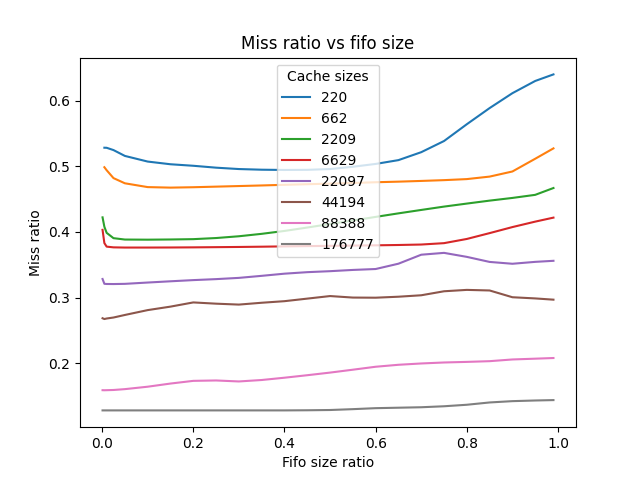 Miss ratio vs fifo size
Cache sizes
220
662
2209
6629
22097
44194
88388
176777
0.6
0.5
0.4
0.3
0.2
Miss ratio
0.0 0.2 0.4 0.6 0.8 1.0
Fifo size ratio